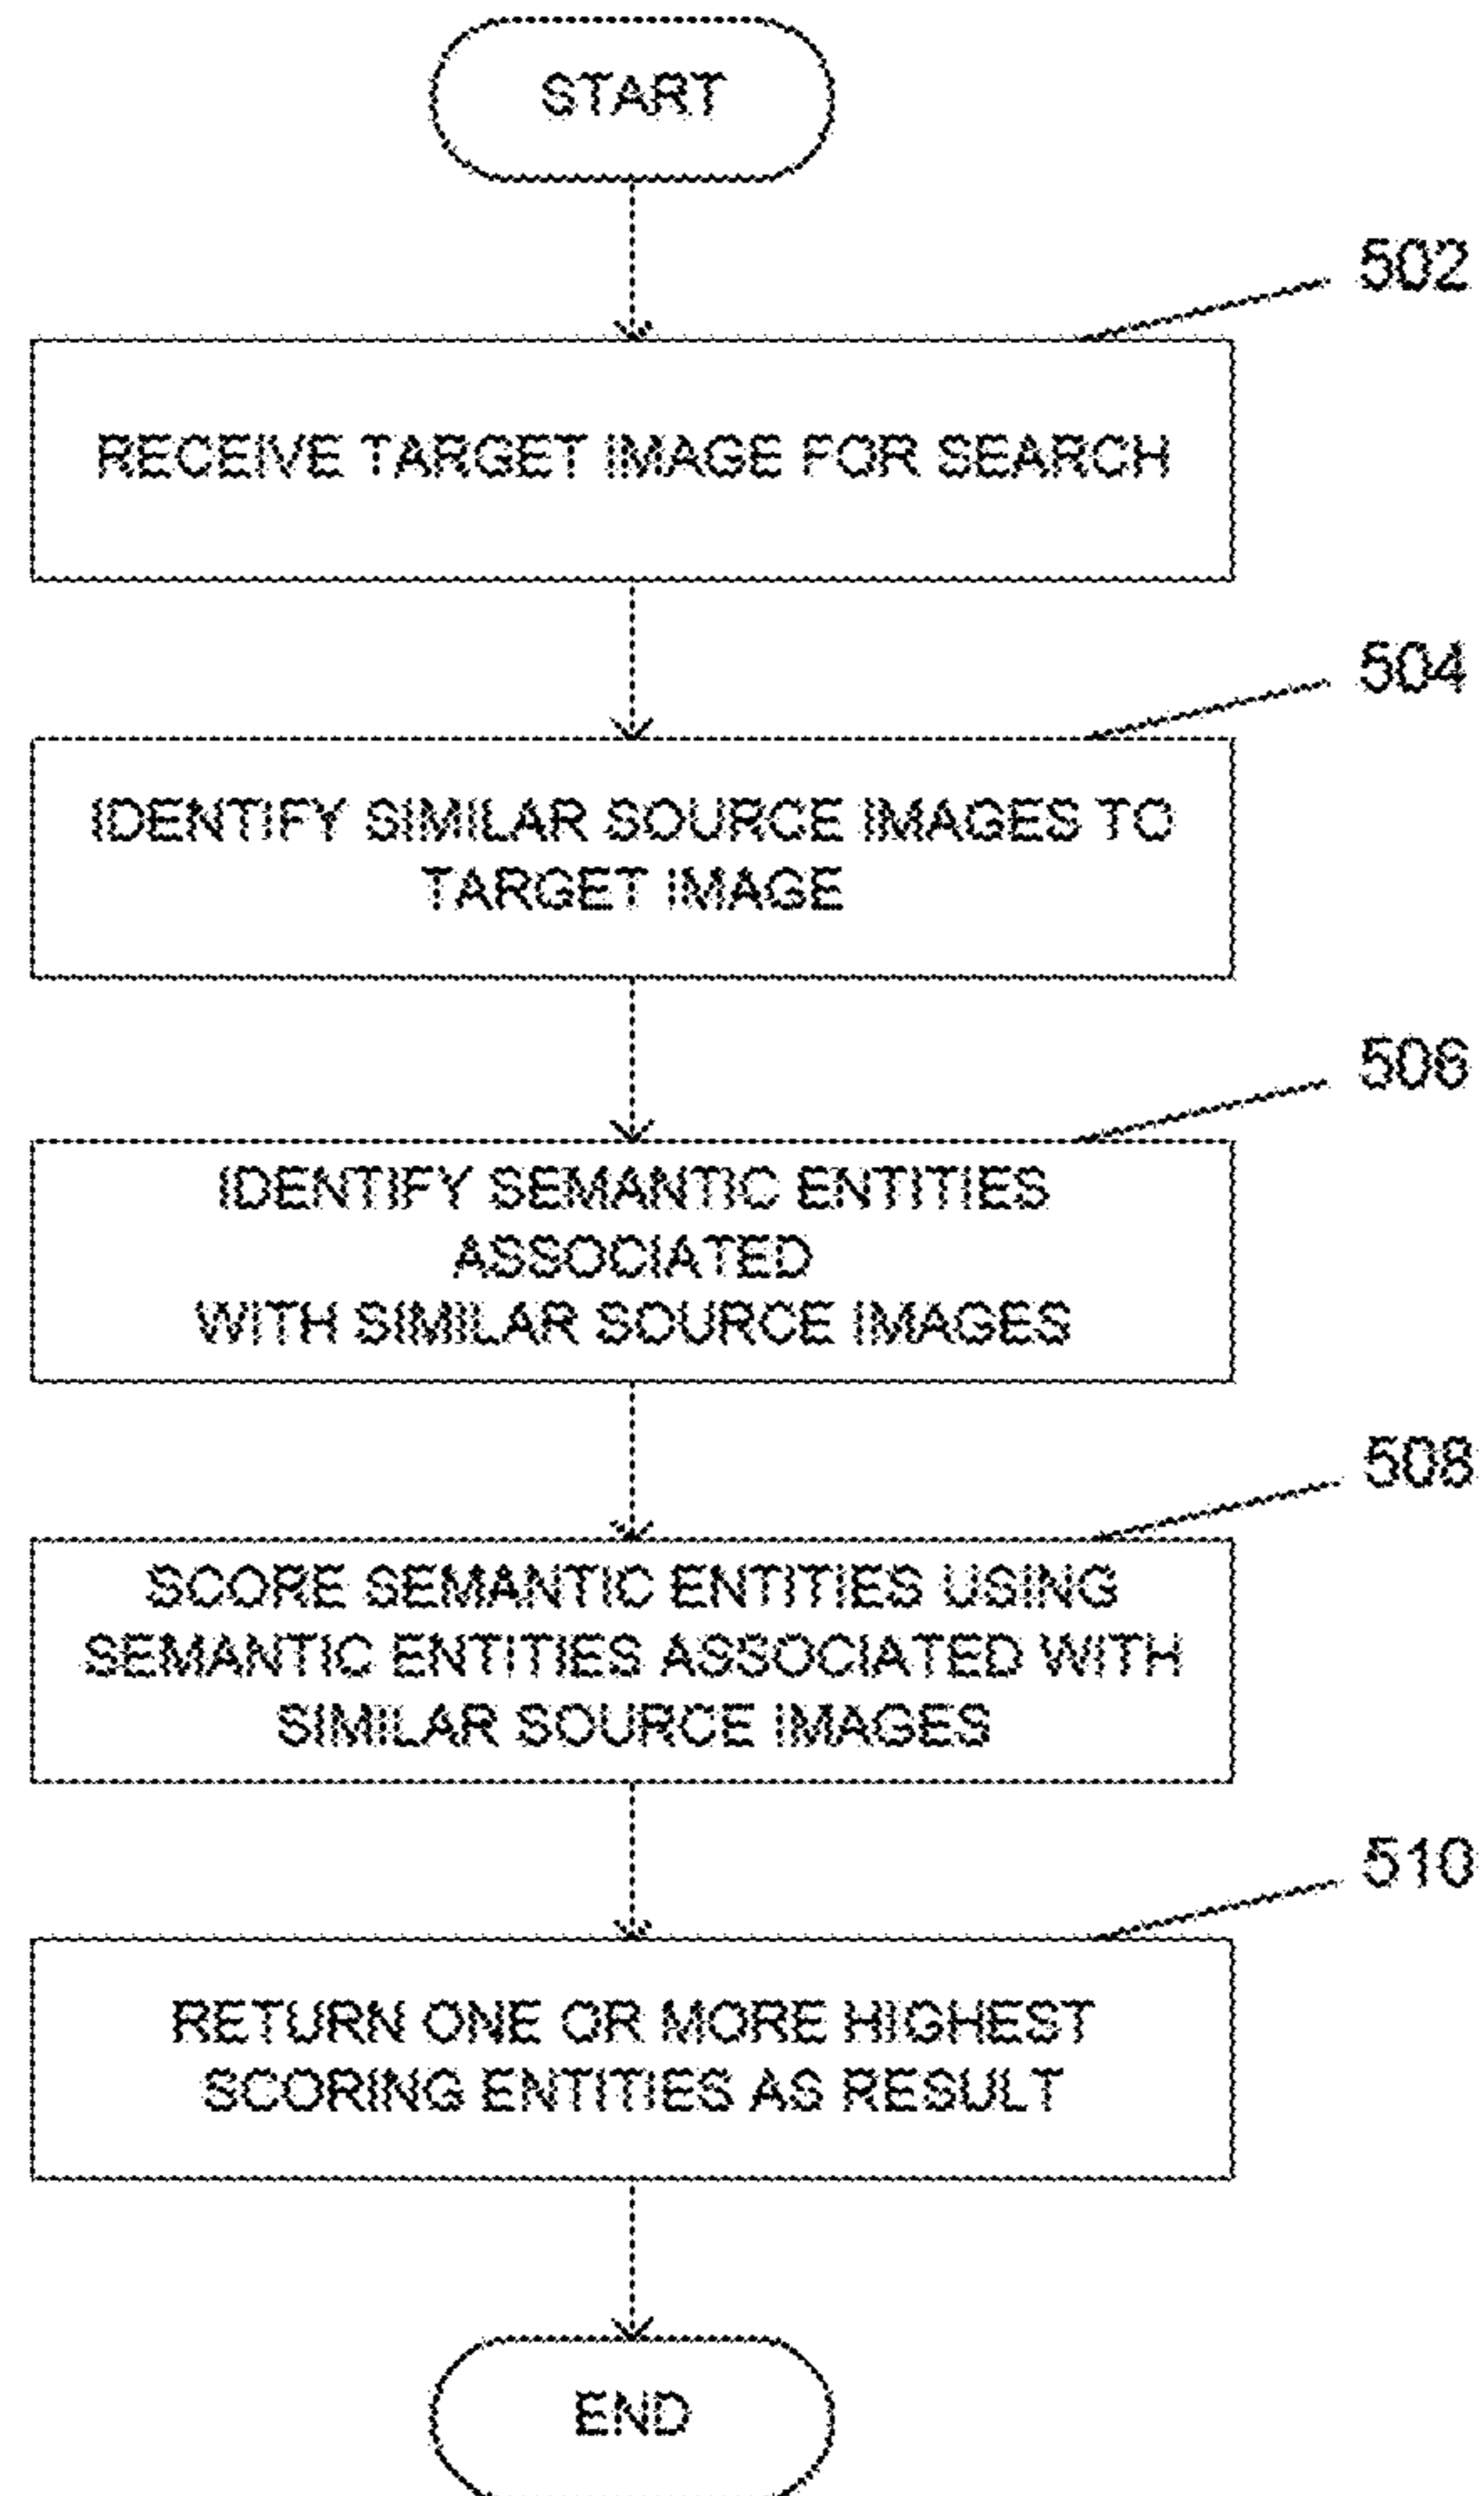 START
502
RECEIVE TARGET IMAGE FOR SEARCH
504
IDENTIFY SIMILAR SOURCE IMAGES TO
TARGET IMAGE
506
IDENTIFY SEMANTIC ENTITIES
ASSOCIATED
WITH SIMILAR SOURCE IMAGES
508
SCORE SEMANTIC ENTITIES USING
SEMANTIC ENTITIES ASSOCIATED WITH
SIMILAR SOURCE IMAGES
510
RETURN ONE OR MORE HIGHEST
SCORING ENTITIES AS RESULT
END